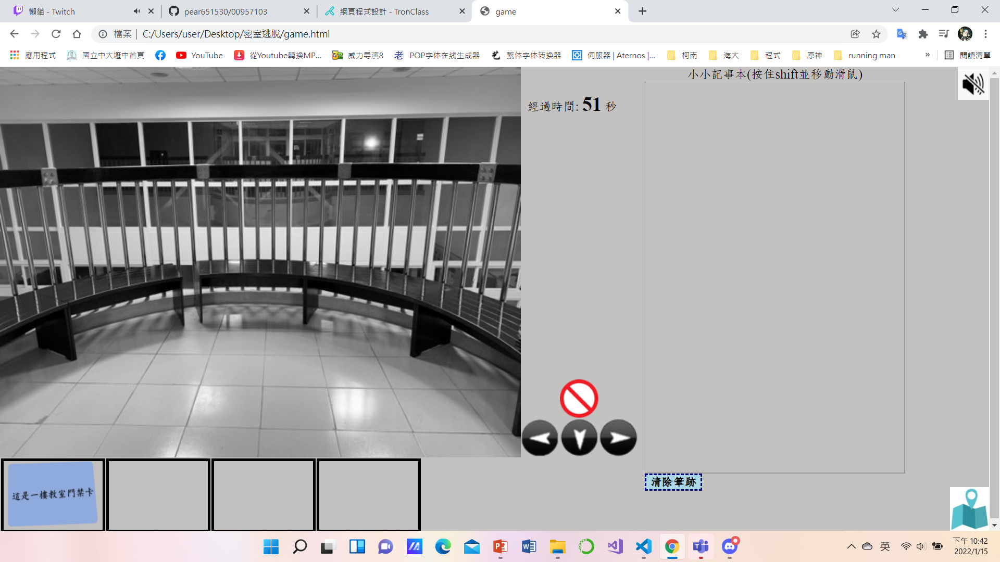 懶貓 - Twitch
pear651530/00957103
網頁程式設計 - TronClass
game
檔案 C:/Users/user/Desktop/密室逃脫/game.html
應用程式 國立中大壢中首頁 YouTube 從Youtube轉換MP... 威力导演8 老 POP字体在线生成器 繁体字体转换器 伺服器 | Aternos |... 柯南 海大 程式 原神 running man » 閱讀清單
小小記事本(按住shift並移動滑鼠)
經過時間: 51 秒
清除筆跡
這是一樓教室門禁卡
英
下午 10:42
2022/1/15